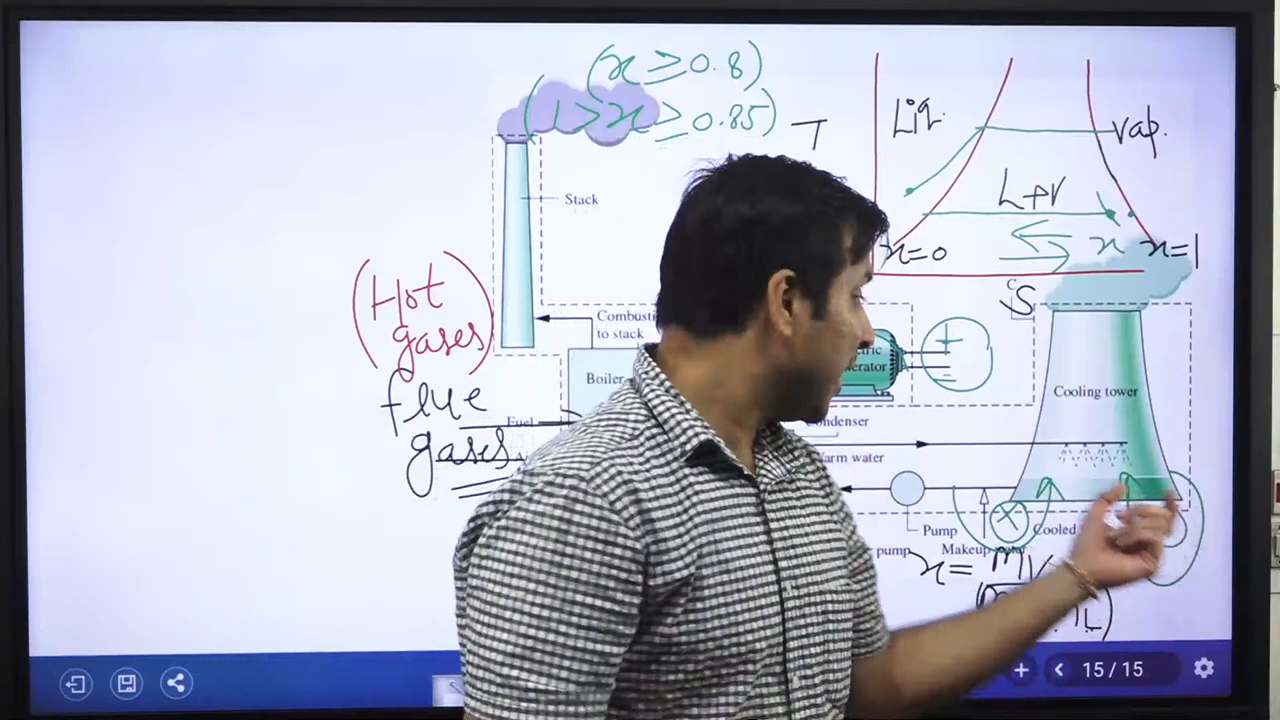 (x ≥ 0.8)
(1 > x ≥ 0.85)
T
Liq.
vap.
L+V
x=0
x
x=1
S
Stack
(Hot
gases)
flue
gases
Combusti
to stack
Boiler
Fuel
erator
Cooling tower
ondenser
arm water
Pump
pump
Makeup
Cooled
+
-
x =
15 / 15